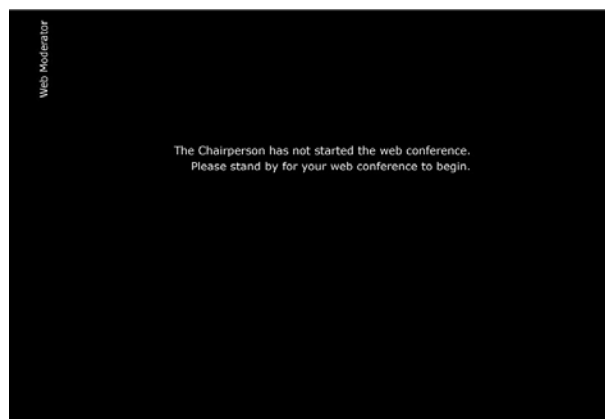 Web Moderator
The Chairperson has not started the web conference.
Please stand by for your web conference to begin.